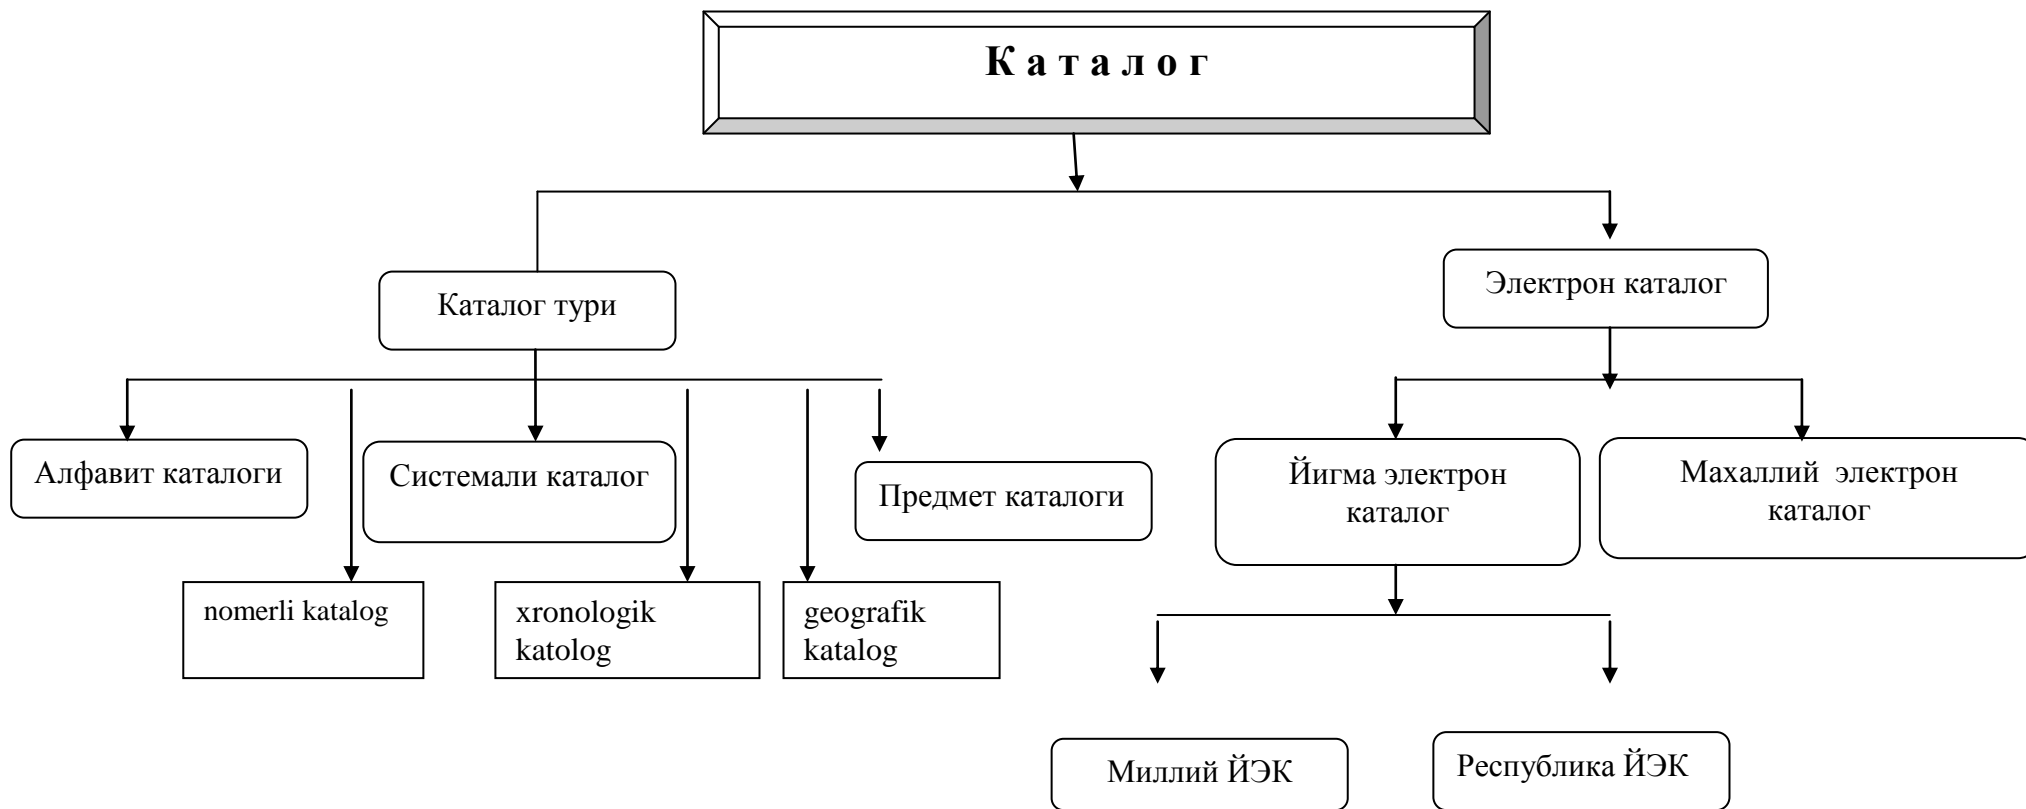 К а т а л о г
Каталог тури
Электрон каталог
Алфавит каталоги
Системали каталог
Предмет каталоги
Йигма электрон
каталог
Махаллий электрон
каталог
nomerli katalog
xronologik
katolog
geografik
katalog
Миллий ЙЭК
Республика ЙЭК